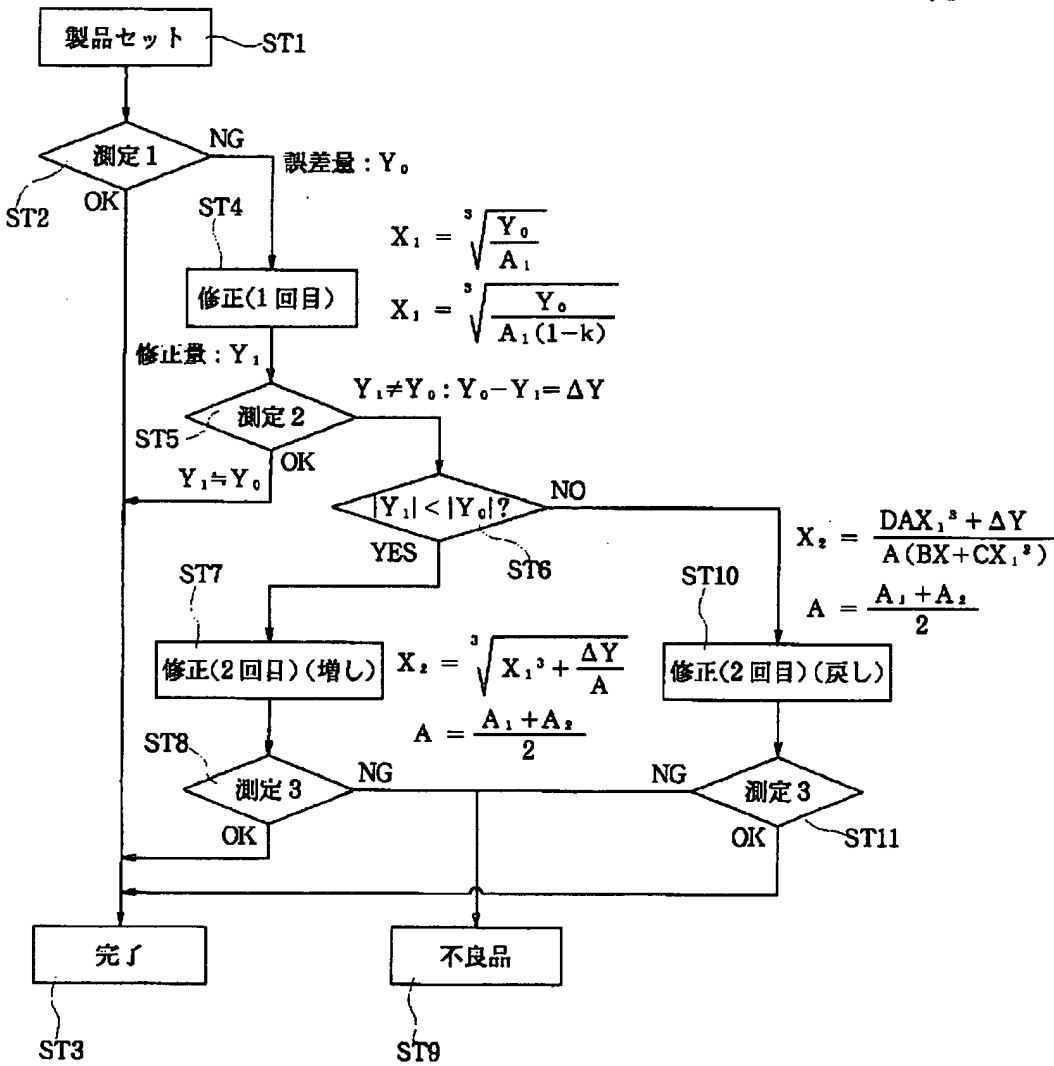 製品セット
ST1
測定1
NG
OK
ST2
誤差量:Y₀
ST4
X₁ = ∛(Y₀/A₁)
修正(1回目)
X₁ = ∛(Y₀/(A₁(1-k)))
修正量:Y₁
Y₁≠Y₀:Y₀-Y₁=ΔY
測定2
ST5
OK
Y₁≒Y₀
|Y₁|<|Y₀|?
NO
YES
ST6
X₂ = (DAX₁³+ΔY)/(A(BX+CX₁²))
A = (A₁+A₂)/2
ST7
ST10
修正(2回目)(増し)
X₂ = ∛(X₁³+ΔY/A)
修正(2回目)(戻し)
A = (A₁+A₂)/2
ST8
測定3
NG
OK
NG
測定3
OK
ST11
完了
不良品
ST3
ST9